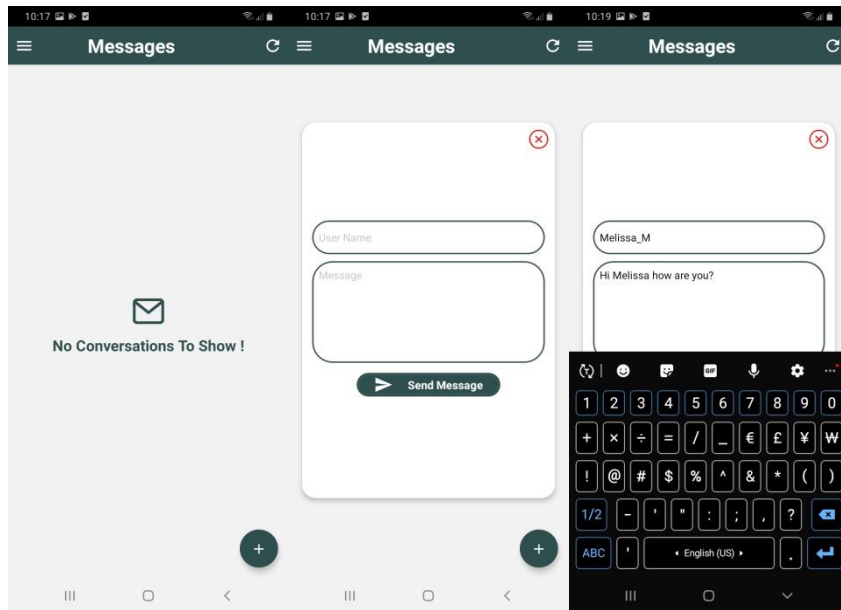 10:17
Messages
No Conversations To Show !
10:17
Messages
User Name
Message
Send Message
+
10:19
Messages
Melissa_M
Hi Melissa how are you?
GIF
1 2 3 4 5 6 7 8 9 0
+ × ÷ = / _ € £ ¥ ₩
! @ # $ % ^ & * ( )
1/2 - ' " : ; , ?
ABC ' English (US) .